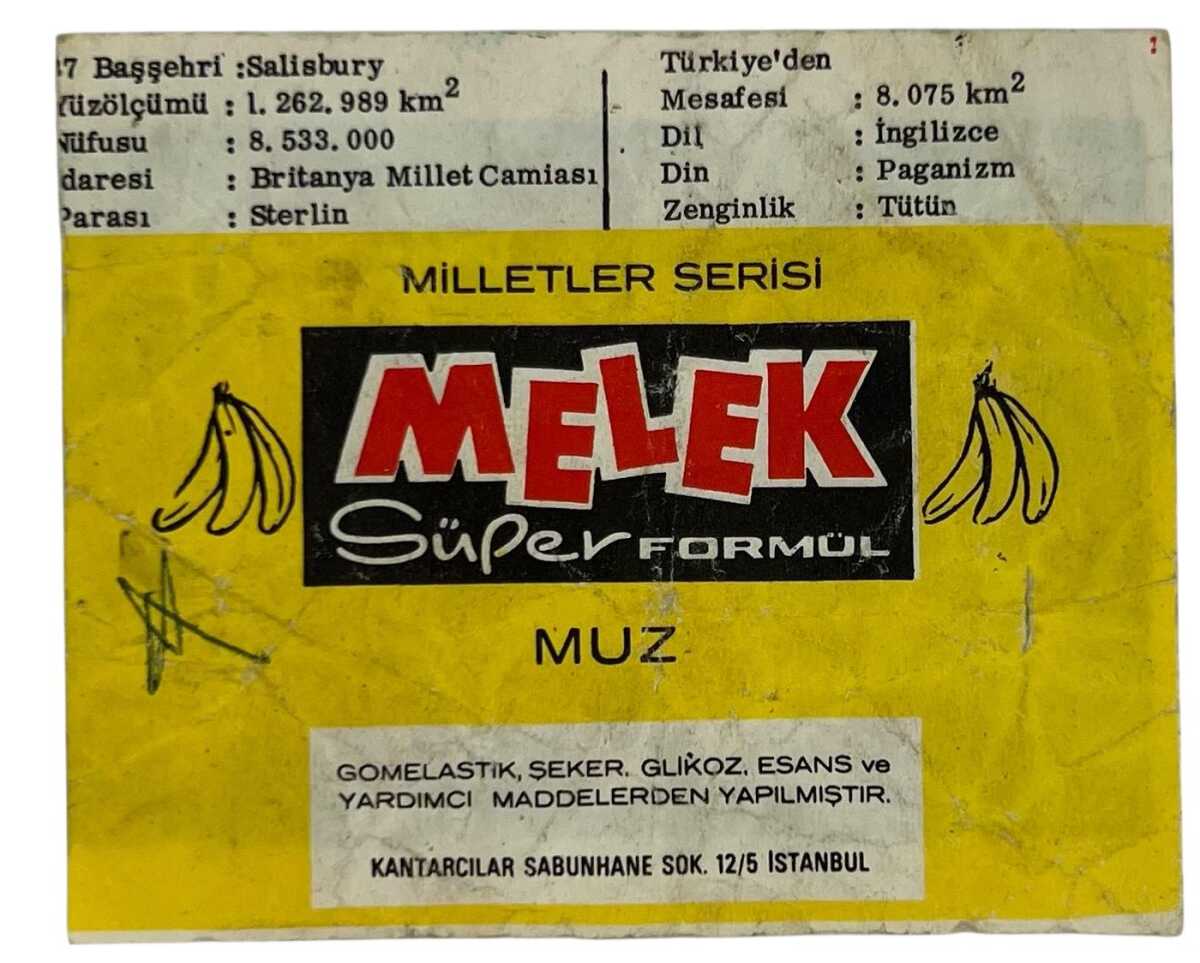 37 Başşehri : Salisbury
Yüzölçümü : 1. 262. 989 km²
Nüfusu : 8. 533. 000
İdaresi : Britanya Millet Camiası
Parası : Sterlin
Türkiye'den
Mesafesi : 8. 075 km²
Dil : İngilizce
Din : Paganizm
Zenginlik : Tütün
MİLLETLER SERİSİ
MELEK
Süper FORMÜL
MUZ
GOMELASTİK, ŞEKER. GLİKOZ. ESANS ve
YARDIMCI MADDELERDEN YAPILMIŞTIR.
KANTARCILAR SABUNHANE SOK. 12/5 İSTANBUL